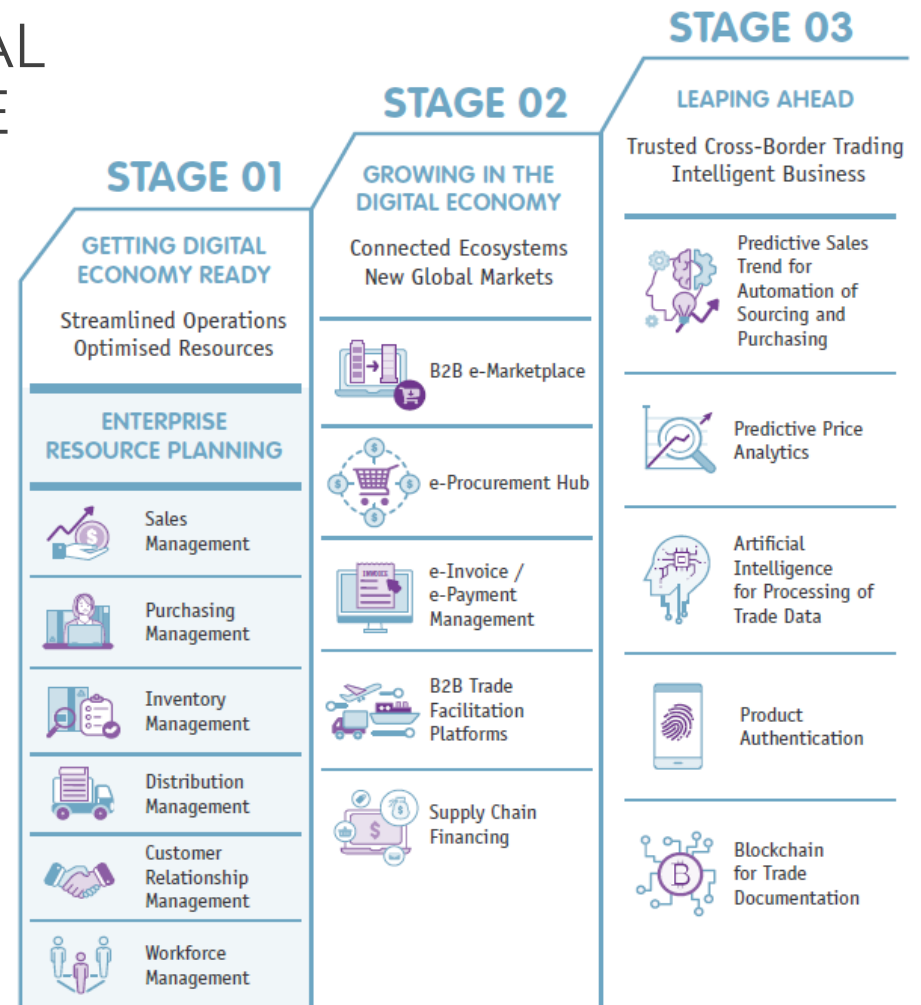 AL
E
STAGE 01
GETTING DIGITAL
ECONOMY READY
Streamlined Operations
Optimised Resources
ENTERPRISE
RESOURCE PLANNING
Sales
Management
Purchasing
Management
Inventory
Management
Distribution
Management
Customer
Relationship
Management
Workforce
Management
STAGE 02
GROWING IN THE
DIGITAL ECONOMY
Connected Ecosystems
New Global Markets
B2B e-Marketplace
e-Procurement Hub
INVOICE
e-Invoice /
e-Payment
Management
B2B Trade
Facilitation
Platforms
Supply Chain
Financing
STAGE 03
LEAPING AHEAD
Trusted Cross-Border Trading
Intelligent Business
Predictive Sales
Trend for
Automation of
Sourcing and
Purchasing
Predictive Price
Analytics
Artificial
Intelligence
for Processing of
Trade Data
Product
Authentication
Blockchain
for Trade
Documentation